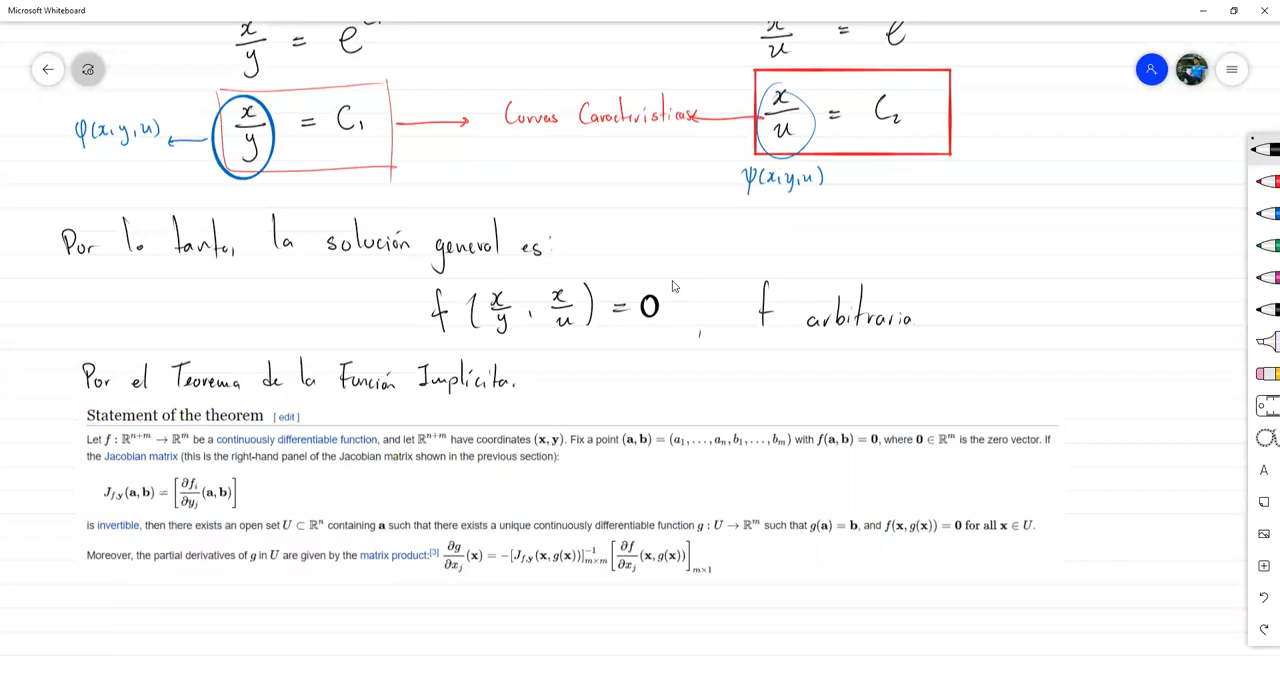 Microsoft Whiteboard
x/y = e
x/u = e
φ(x,y,u) x/y = C₁ Curvas Características x/u = C₂
ψ(x,y,u)
Por lo tanto, la solución general es:
f(x/y, x/u) = 0, f arbitraria
Por el Teorema de la Función Implícita.
Statement of the theorem [ edit ]
Let f : ℝⁿ⁺ᵐ → ℝᵐ be a continuously differentiable function, and let ℝⁿ⁺ᵐ have coordinates (x, y). Fix a point (a, b) = (a₁, . . . , aₙ, b₁, . . . , bₘ) with f(a, b) = 0, where 0 ∈ ℝᵐ is the zero vector. If
the Jacobian matrix (this is the right-hand panel of the Jacobian matrix shown in the previous section):
J_{f,y}(a, b) = [∂fᵢ/∂yⱼ (a, b)]
is invertible, then there exists an open set U ⊂ ℝⁿ containing a such that there exists a unique continuously differentiable function g : U → ℝᵐ such that g(a) = b, and f(x, g(x)) = 0 for all x ∈ U.
Moreover, the partial derivatives of g in U are given by the matrix product:[3] ∂g/∂xⱼ (x) = −[J_{f,y}(x, g(x))]⁻¹_{m×m} [∂f/∂xⱼ (x, g(x))]_{m×1}